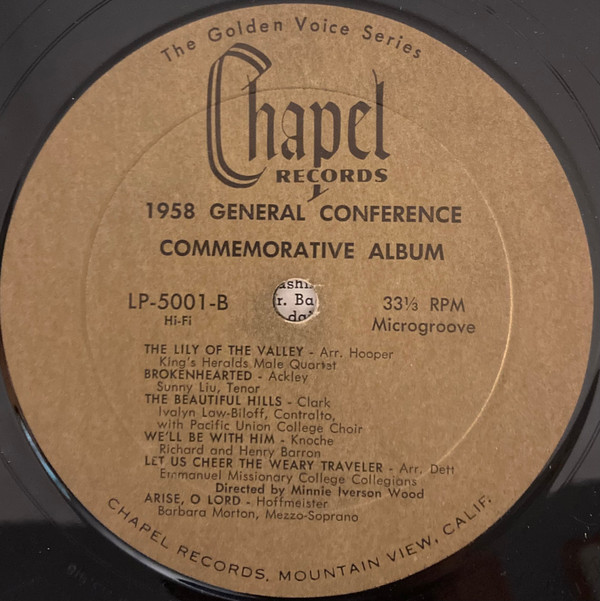 The Golden Voice Series
Chapel
RECORDS
1958 GENERAL CONFERENCE
COMMEMORATIVE ALBUM
LP-5001-B
Hi-Fi
33⅓ RPM
Microgroove
r. Ba
THE LILY OF THE VALLEY - Arr. Hooper
King's Heralds Male Quartet
BROKENHEARTED - Ackley
Sunny Liu, Tenor
THE BEAUTIFUL HILLS - Clark
Ivalyn Law-Biloff, Contralto,
with Pacific Union College Choir
WE'LL BE WITH HIM - Knoche
Richard and Henry Barron
LET US CHEER THE WEARY TRAVELER - Arr. Dett
Emmanuel Missionary College Collegians
Directed by Minnie Iverson Wood
ARISE, O LORD - Hoffmeister
Barbara Morton, Mezzo-Soprano
CHAPEL RECORDS, MOUNTAIN VIEW, CALIF.